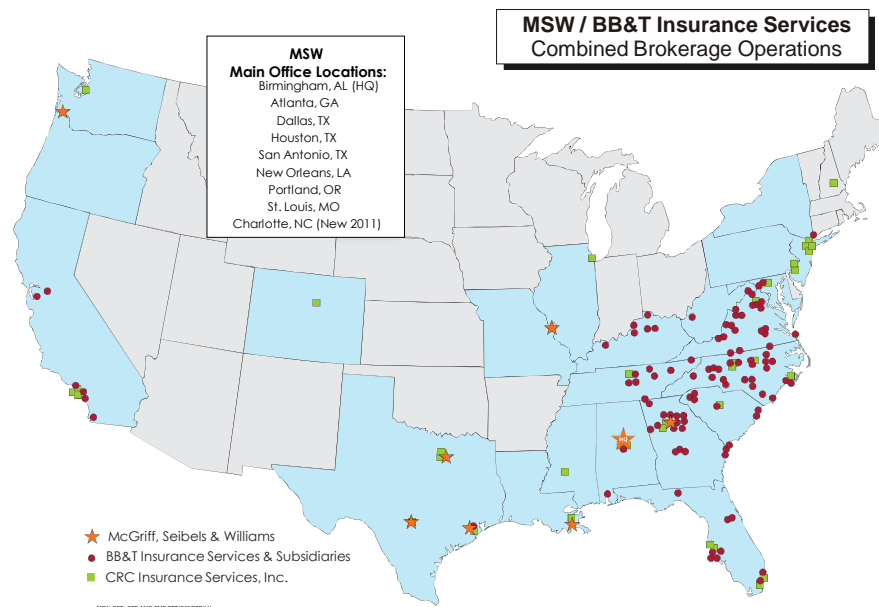 MSW / BB&T Insurance Services
Combined Brokerage Operations
MSW
Main Office Locations:
Birmingham, AL (HQ)
Atlanta, GA
Dallas, TX
Houston, TX
San Antonio, TX
New Orleans, LA
Portland, OR
St. Louis, MO
Charlotte, NC (New 2011)
HQ
McGriff, Seibels & Williams
BB&T Insurance Services & Subsidiaries
CRC Insurance Services, Inc.